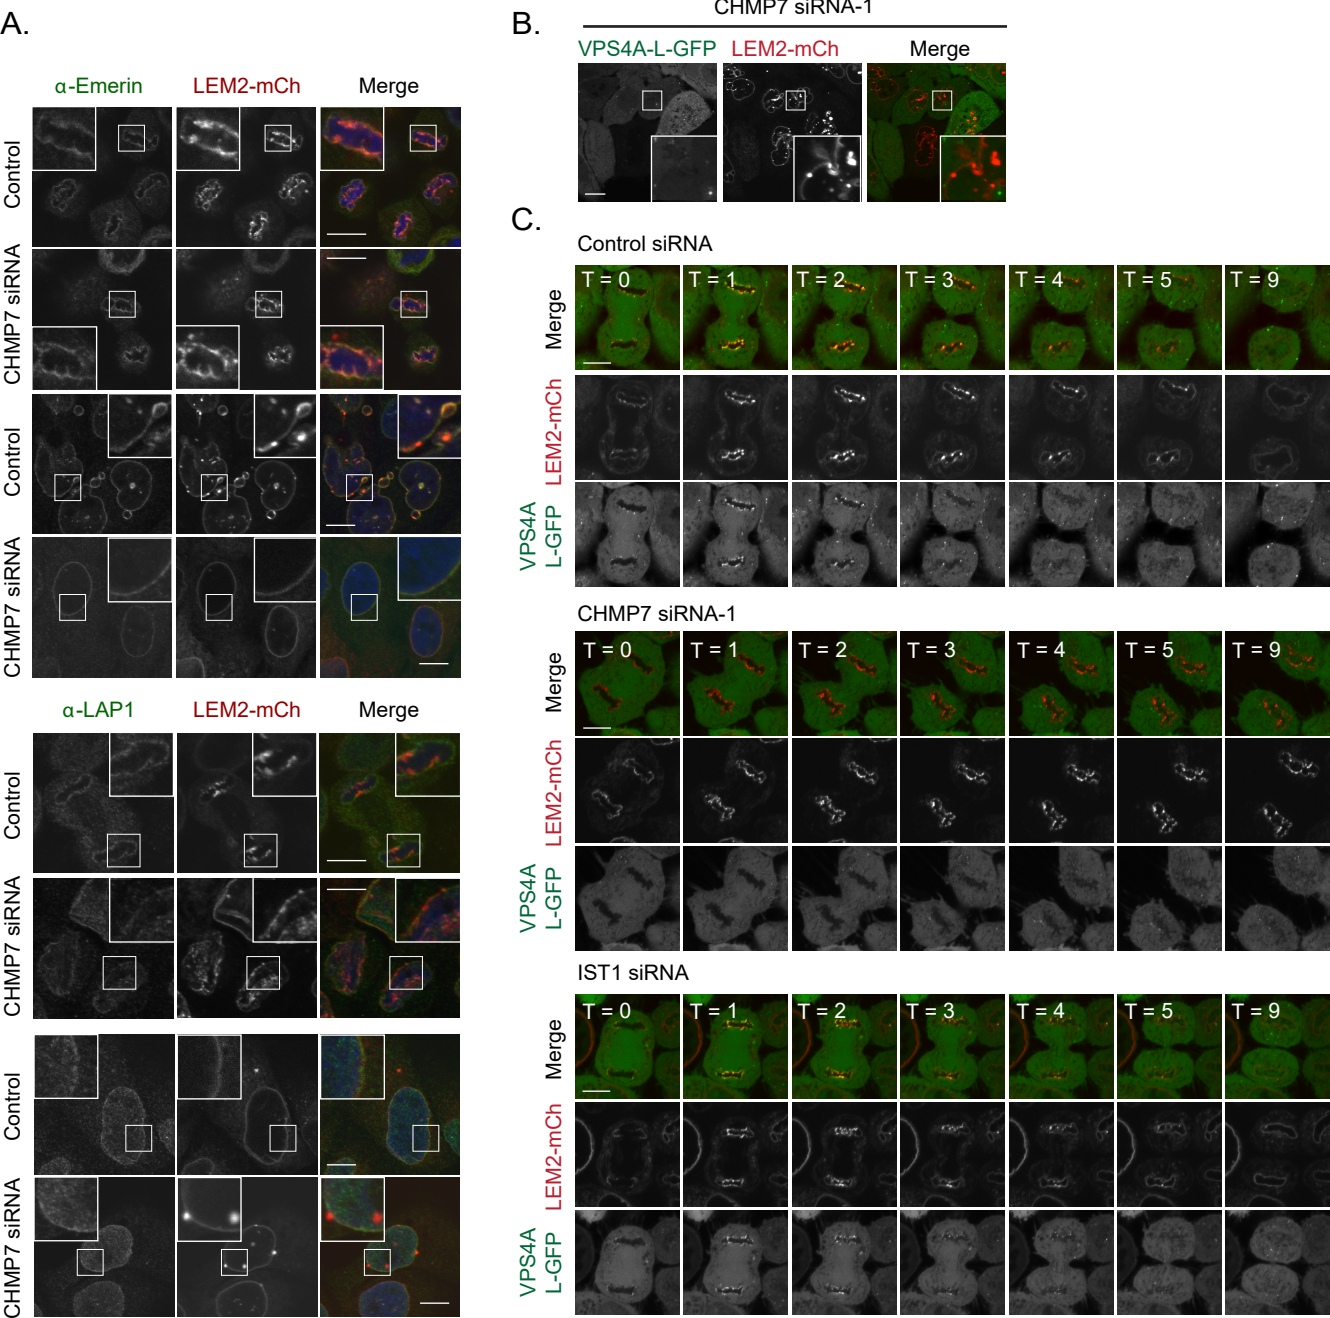 A.
α-Emerin LEM2-mCh Merge
Control
CHMP7 siRNA
Control
CHMP7 siRNA
α-LAP1 LEM2-mCh Merge
Control
CHMP7 siRNA
Control
CHMP7 siRNA
B.
CHMP7 siRNA-1
VPS4A-L-GFP LEM2-mCh Merge
C.
Control siRNA
Merge
T = 0 T = 1 T = 2 T = 3 T = 4 T = 5 T = 9
LEM2-mCh
VPS4A
L-GFP
CHMP7 siRNA-1
Merge
T = 0 T = 1 T = 2 T = 3 T = 4 T = 5 T = 9
LEM2-mCh
VPS4A
L-GFP
IST1 siRNA
Merge
T = 0 T = 1 T = 2 T = 3 T = 4 T = 5 T = 9
LEM2-mCh
VPS4A
L-GFP